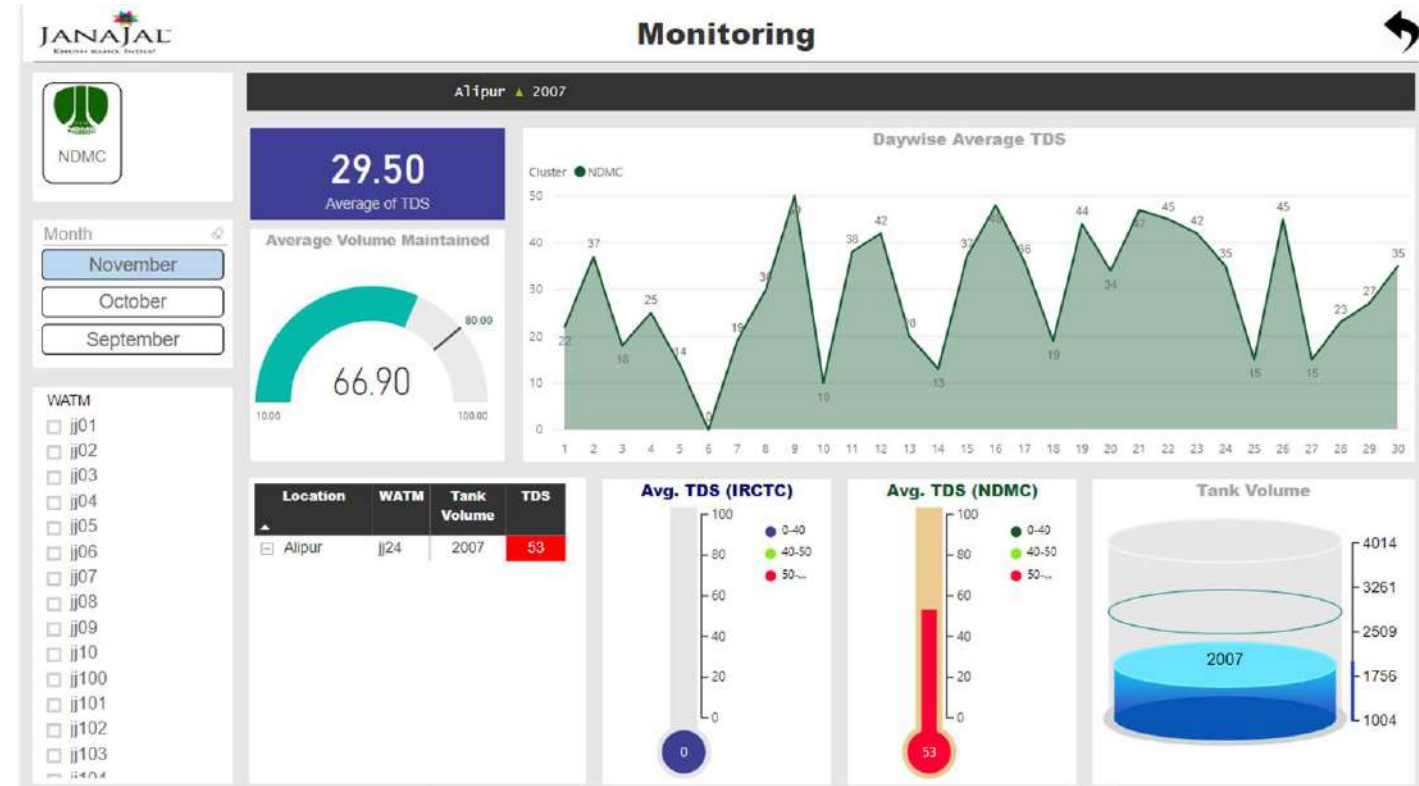 JANAJAL
Monitoring
NDMC
NDMC
Alipur ▲ 2007
29.50
Average of TDS
Month
November
October
September
Average Volume Maintained
80.00
66.90
10.00
100.00
Daywise Average TDS
Cluster NDMC
50
40
30
20
10
0
22 37 18 25 14 0 19 30 50 10 38 42 20 13 37 48 36 19 44 34 47 45 42 35 15 45 15 23 27 35
1 2 3 4 5 6 7 8 9 10 11 12 13 14 15 16 17 18 19 20 21 22 23 24 25 26 27 28 29 30
WATM
jj01
jj02
jj03
jj04
jj05
jj06
jj07
jj08
jj09
jj10
jj100
jj101
jj102
jj103
jj104
Location WATM Tank Volume TDS
Alipur jj24 2007 53
Avg. TDS (IRCTC)
100
80
60
40
20
0
0-40
40-50
50-...
0
Avg. TDS (NDMC)
100
80
60
40
20
0
0-40
40-50
50-...
53
Tank Volume
4014
3261
2509
1756
1004
2007